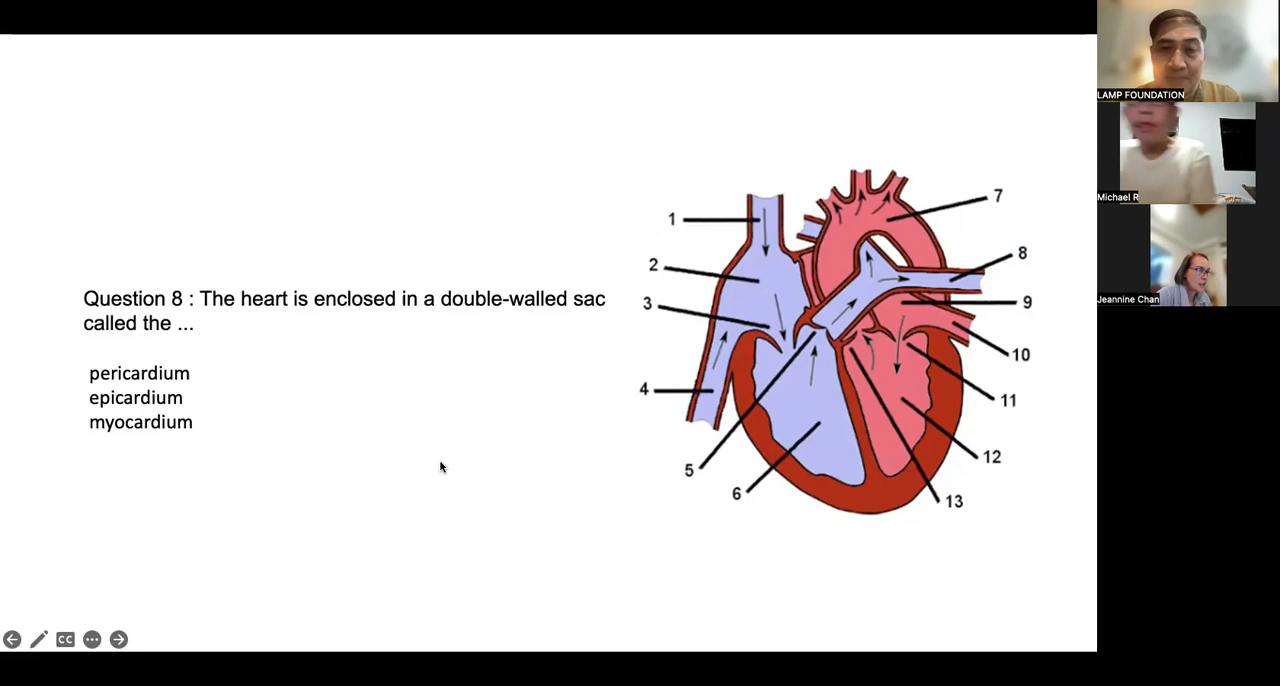 Question 8 : The heart is enclosed in a double-walled sac
called the ...
pericardium
epicardium
myocardium
1
2
3
4
5
6
7
8
9
10
11
12
13
CC
LAMP FOUNDATION
Michael R
Jeannine Chan